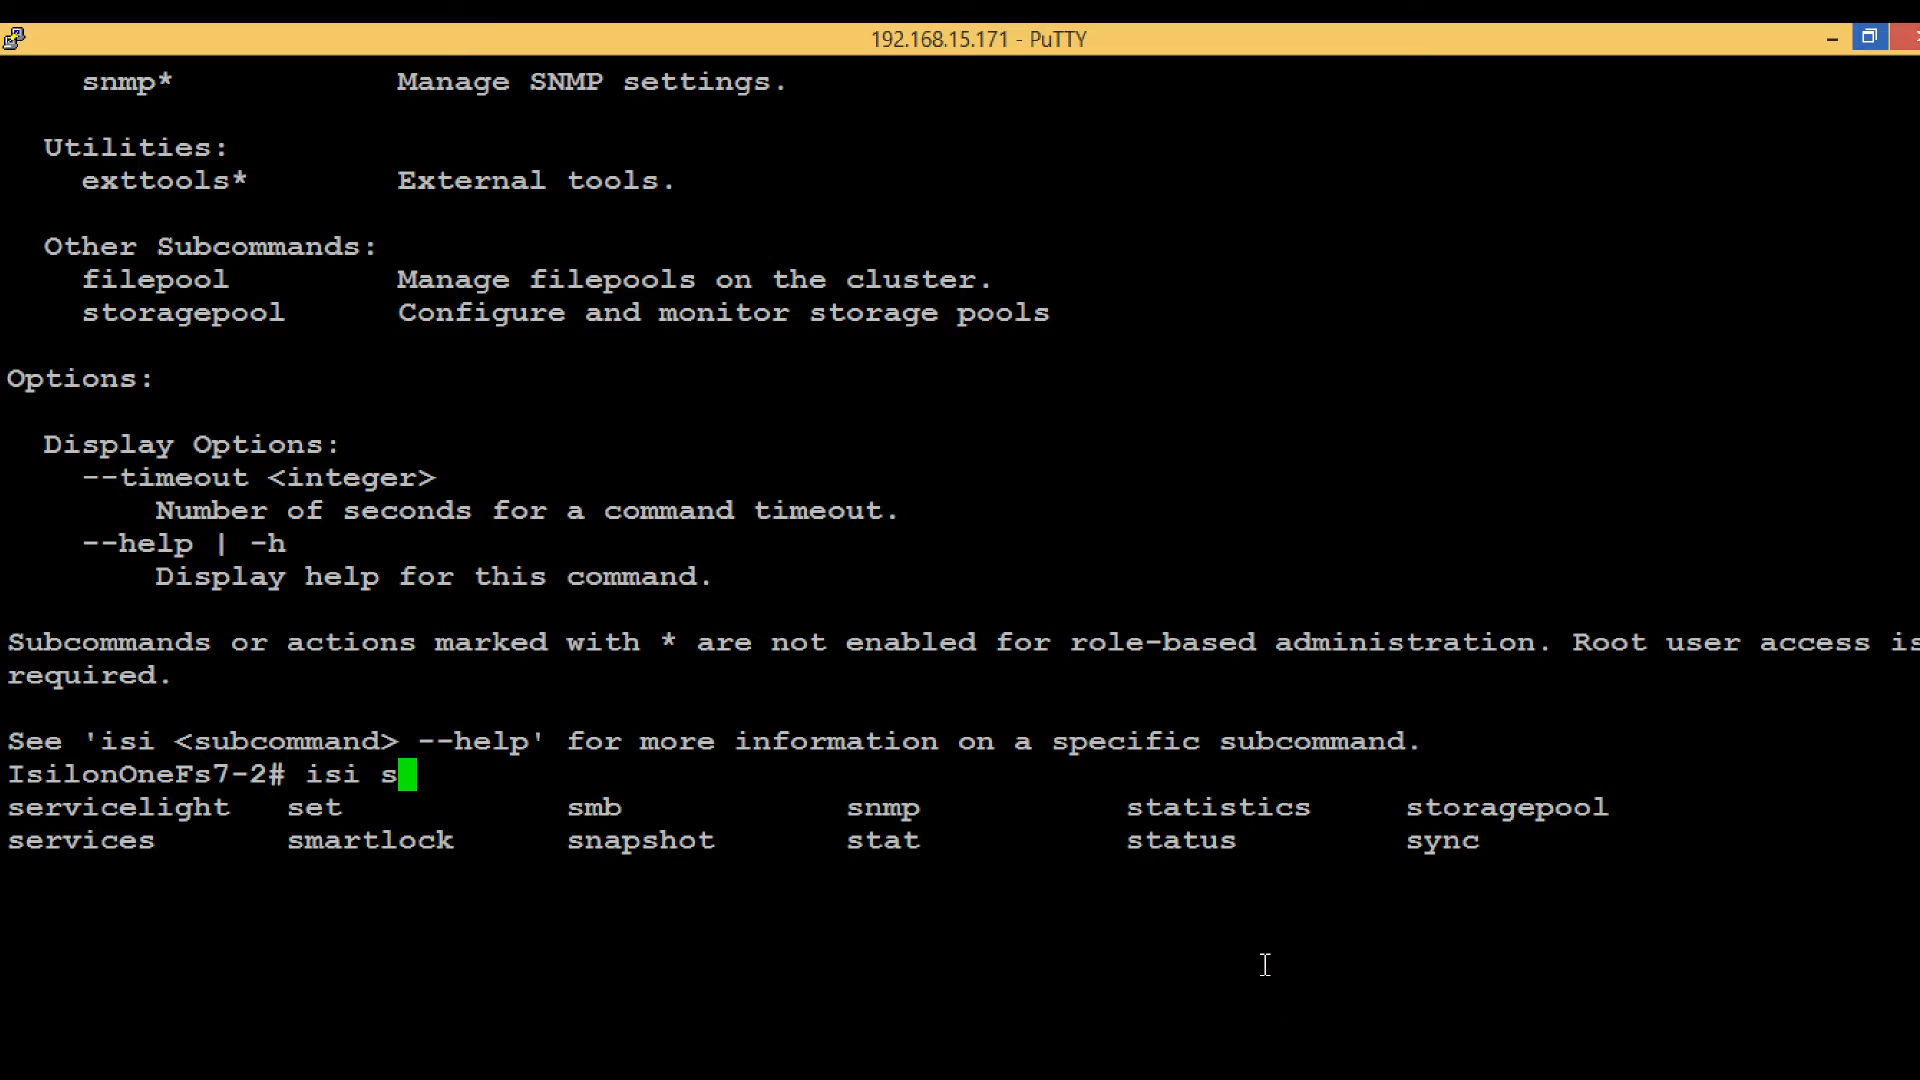 192.168.15.171 - PuTTY
snmp* Manage SNMP settings.
Utilities:
exttools* External tools.
Other Subcommands:
filepool Manage filepools on the cluster.
storagepool Configure and monitor storage pools
Options:
Display Options:
--timeout <integer>
Number of seconds for a command timeout.
--help | -h
Display help for this command.
Subcommands or actions marked with * are not enabled for role-based administration. Root user access is
required.
See 'isi <subcommand> --help' for more information on a specific subcommand.
IsilonOneFs7-2# isi s
servicelight set smb snmp statistics storagepool
services smartlock snapshot stat status sync